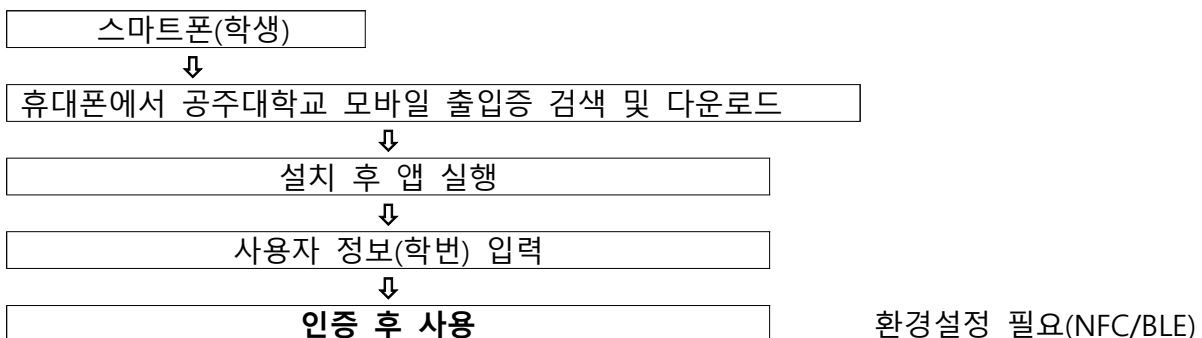 스마트폰(학생)
⇩
휴대폰에서 공주대학교 모바일 출입증 검색 및 다운로드
⇩
설치 후 앱 실행
⇩
사용자 정보(학번) 입력
⇩
인증 후 사용 환경설정 필요(NFC/BLE)